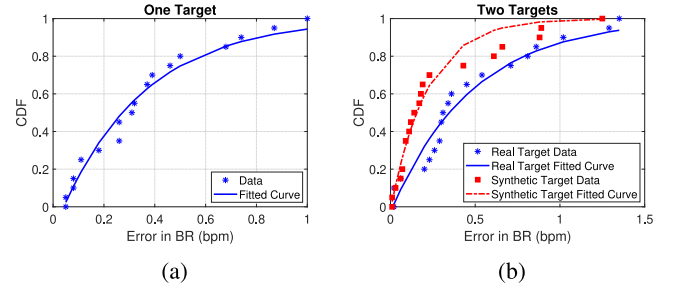 One Target
1
0.8
0.6
0.4
0.2
0
CDF
0
0.2
0.4
0.6
0.8
1
Error in BR (bpm)
Data
Fitted Curve
(a)
Two Targets
1
0.8
0.6
0.4
0.2
0
CDF
0
0.5
1
1.5
Error in BR (bpm)
Real Target Data
Real Target Fitted Curve
Synthetic Target Data
Synthetic Target Fitted Curve
(b)